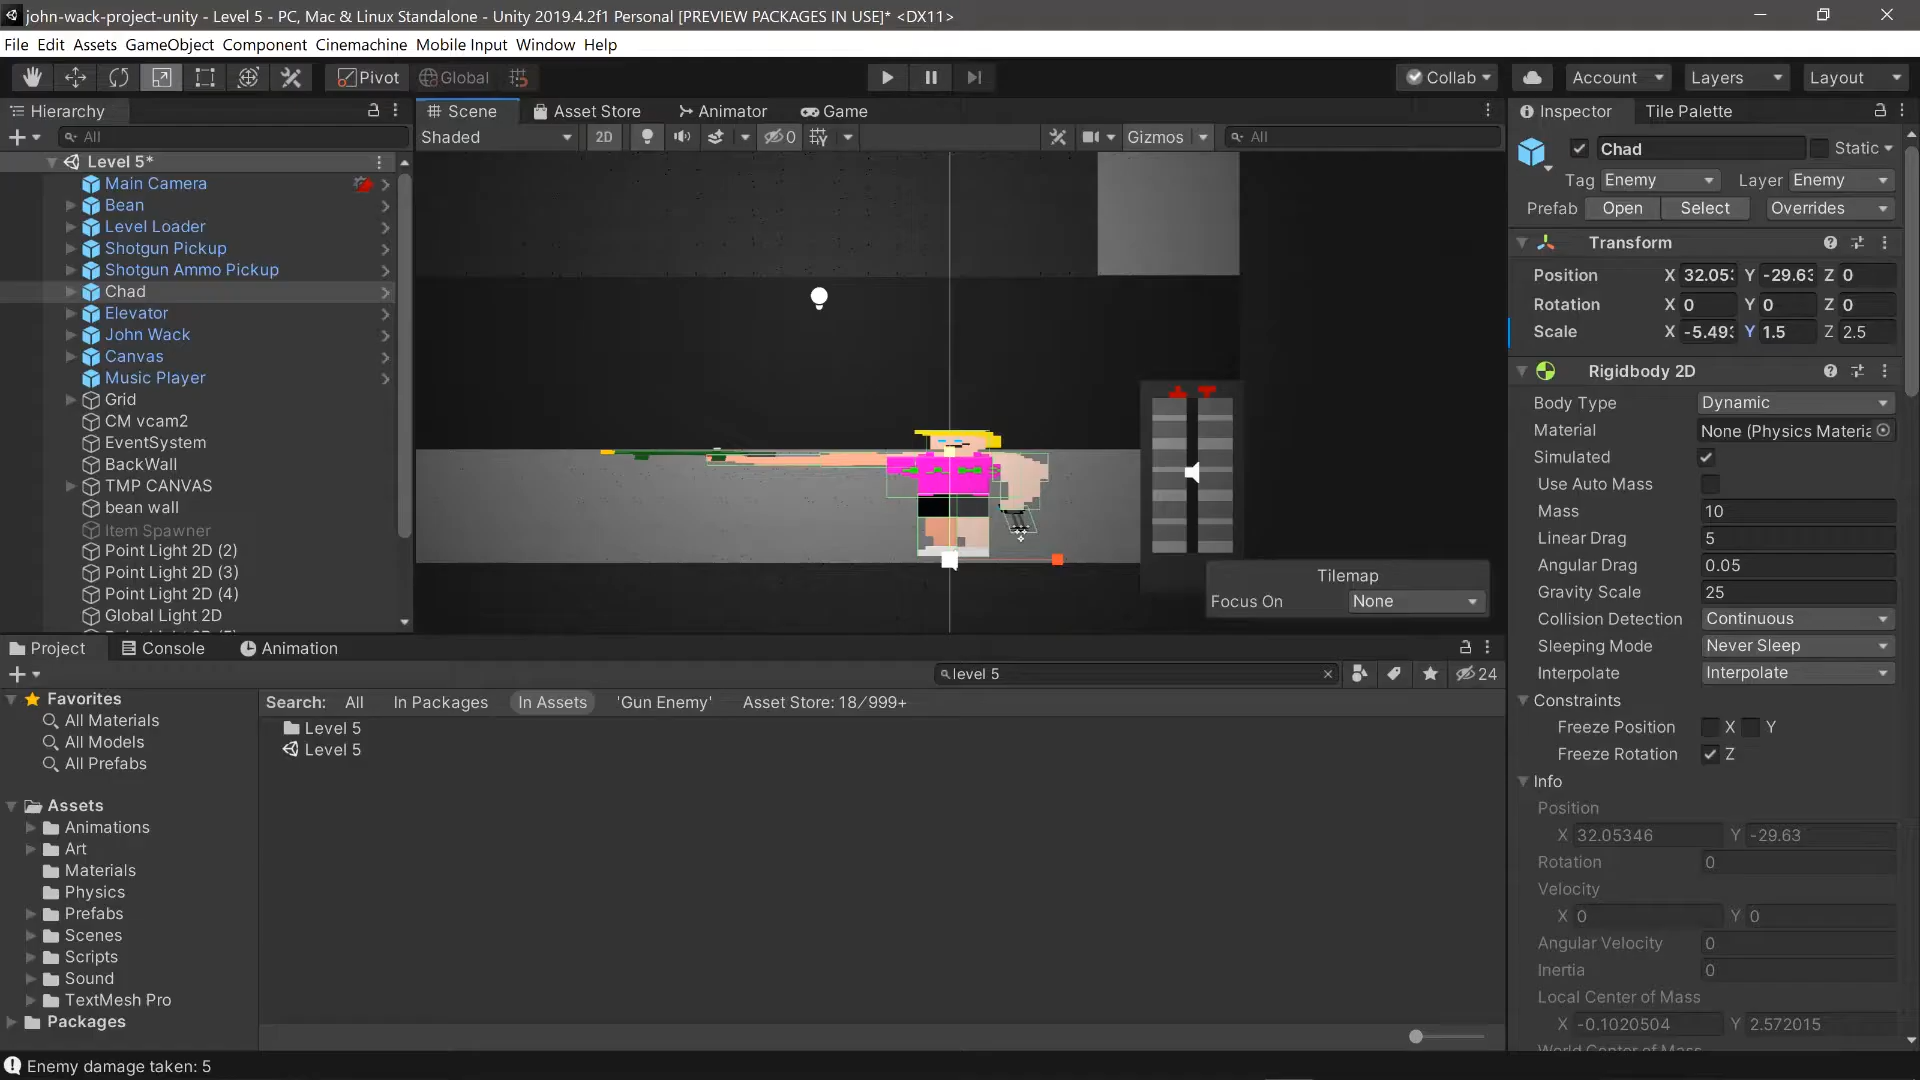 john-wack-project-unity - Level 5 - PC, Mac & Linux Standalone - Unity 2019.4.2f1 Personal [PREVIEW PACKAGES IN USE]* <DX11>
File Edit Assets GameObject Component Cinemachine Mobile Input Window Help
Pivot Global Collab Account Layers Layout
Hierarchy
All
Level 5*
Main Camera
Bean
Level Loader
Shotgun Pickup
Shotgun Ammo Pickup
Chad
Elevator
John Wack
Canvas
Music Player
Grid
CM vcam2
EventSystem
BackWall
TMP CANVAS
bean wall
Item Spawner
Point Light 2D (2)
Point Light 2D (3)
Point Light 2D (4)
Global Light 2D
Scene Asset Store Animator Game
Shaded 2D 0 Gizmos All
Tilemap
Focus On None
Inspector Tile Palette
Chad Static
Tag Enemy Layer Enemy
Prefab Open Select Overrides
Transform
Position X 32.05 Y -29.63 Z 0
Rotation X 0 Y 0 Z 0
Scale X -5.49 Y 1.5 Z 2.5
Rigidbody 2D
Body Type Dynamic
Material None (Physics Materia
Simulated
Use Auto Mass
Mass 10
Linear Drag 5
Angular Drag 0.05
Gravity Scale 25
Collision Detection Continuous
Sleeping Mode Never Sleep
Interpolate Interpolate
Constraints
Freeze Position X Y
Freeze Rotation Z
Info
Position
X 32.05346 Y -29.63
Rotation 0
Velocity
X 0 Y 0
Angular Velocity 0
Inertia 0
Local Center of Mass
X -0.1020504 Y 2.572015
World Center of Mass
Project Console Animation
level 5 24
Favorites
All Materials
All Models
All Prefabs
Assets
Animations
Art
Materials
Physics
Prefabs
Scenes
Scripts
Sound
TextMesh Pro
Packages
Search: All In Packages In Assets 'Gun Enemy' Asset Store: 18/999+
Level 5
Level 5
Enemy damage taken: 5